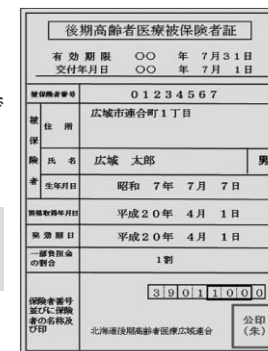 後期高齢者医療被保険者証
有効期限 ○○ 年 7月31日
交付年月日 ○○ 年 7月 1日
被保険者番号 01234567
被保険者
住所 広域市連合町1丁目
氏名 広域 太郎 男
生年月日 昭和 7年 7月 7日
資格取得年月日 平成20年 4月 1日
発効期日 平成20年 4月 1日
一部負担金の割合 1割
保険者番号並びに保険者の名称及び印 39011000
北海道後期高齢者医療広域連合 公印(朱)